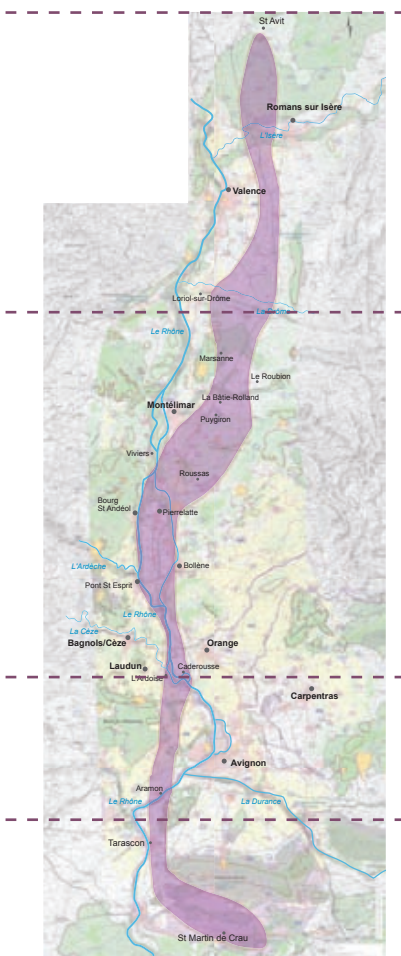 St Avit
Romans sur Isère
L'Isère
Valence
Loriol-sur-Drôme
La Drôme
Le Rhône
Marsanne
Le Roubion
La Bâtie-Rolland
Montélimar
Puygiron
Viviers
Roussas
Bourg
St Andéol
Pierrelatte
L'Ardèche
Bollène
Pont St Esprit
Le Rhône
La Cèze
Bagnols/Cèze
Orange
Laudun
Caderousse
L'Ardoise
Carpentras
Avignon
Aramon
Le Rhône
La Durance
Tarascon
St Martin de Crau